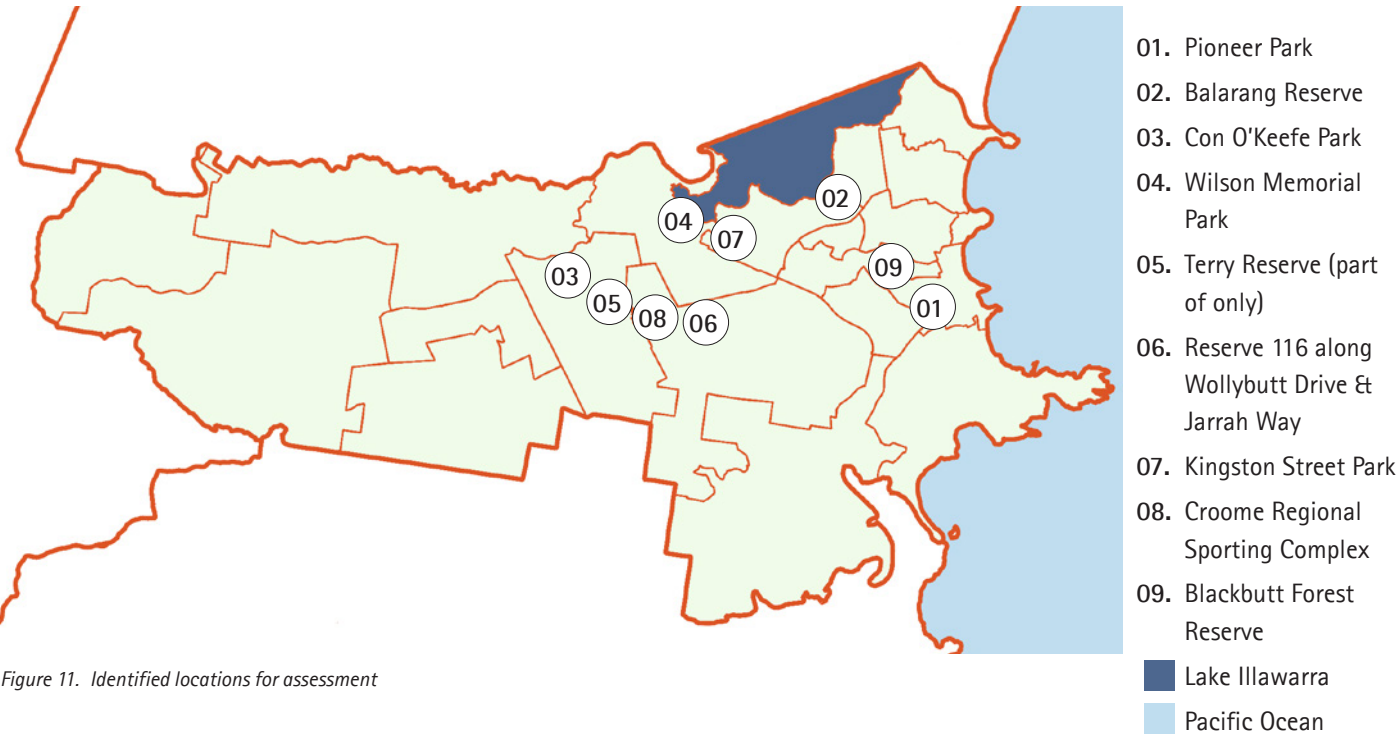 02
04
07
03
09
05
01
08
06
01. Pioneer Park
02. Balarang Reserve
03. Con O'Keefe Park
04. Wilson Memorial
Park
05. Terry Reserve (part
of only)
06. Reserve 116 along
Wollybutt Drive &
Jarrah Way
07. Kingston Street Park
08. Croome Regional
Sporting Complex
09. Blackbutt Forest
Reserve
Lake Illawarra
Pacific Ocean
Figure 11. Identified locations for assessment